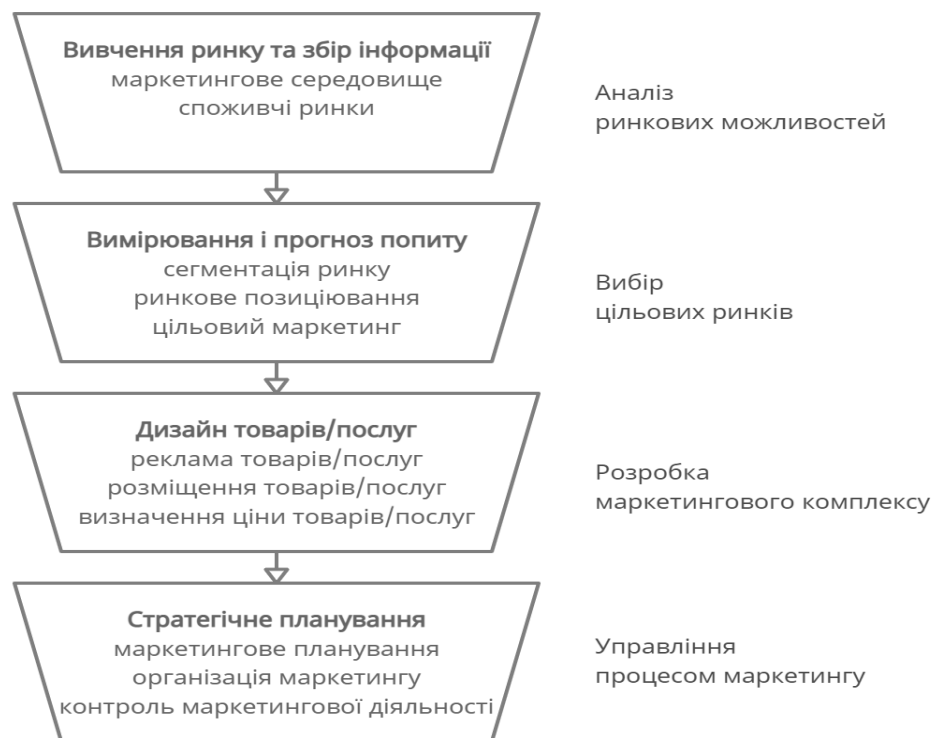 Вивчення ринку та збір інформації
маркетингове середовище
споживчі ринки
Аналіз
ринкових можливостей
Вимірювання і прогноз попиту
сегментація ринку
ринкове позиціювання
цільовий маркетинг
Вибір
цільових ринків
Дизайн товарів/послуг
реклама товарів/послуг
розміщення товарів/послуг
визначення ціни товарів/послуг
Розробка
маркетингового комплексу
Стратегічне планування
маркетингове планування
організація маркетингу
контроль маркетингової діяльності
Управління
процесом маркетингу